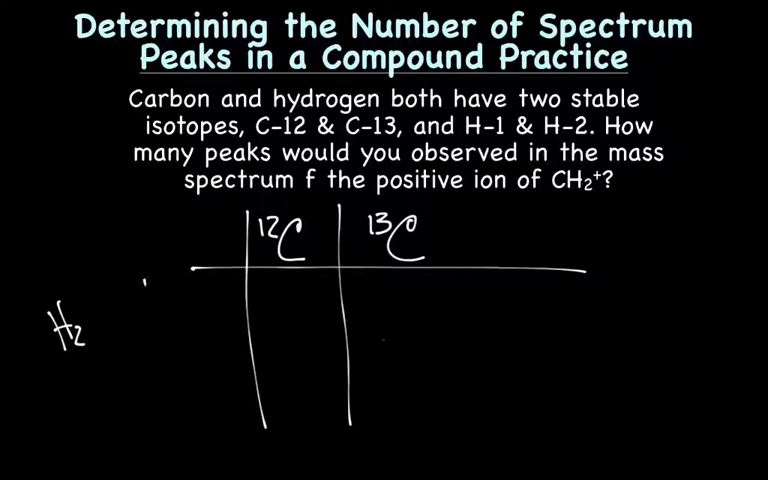 Determining the Number of Spectrum
Peaks in a Compound Practice
Carbon and hydrogen both have two stable
isotopes, C-12 & C-13, and H-1 & H-2. How
many peaks would you observed in the mass
spectrum f the positive ion of CH₂⁺?
¹²C ¹³C
H₂